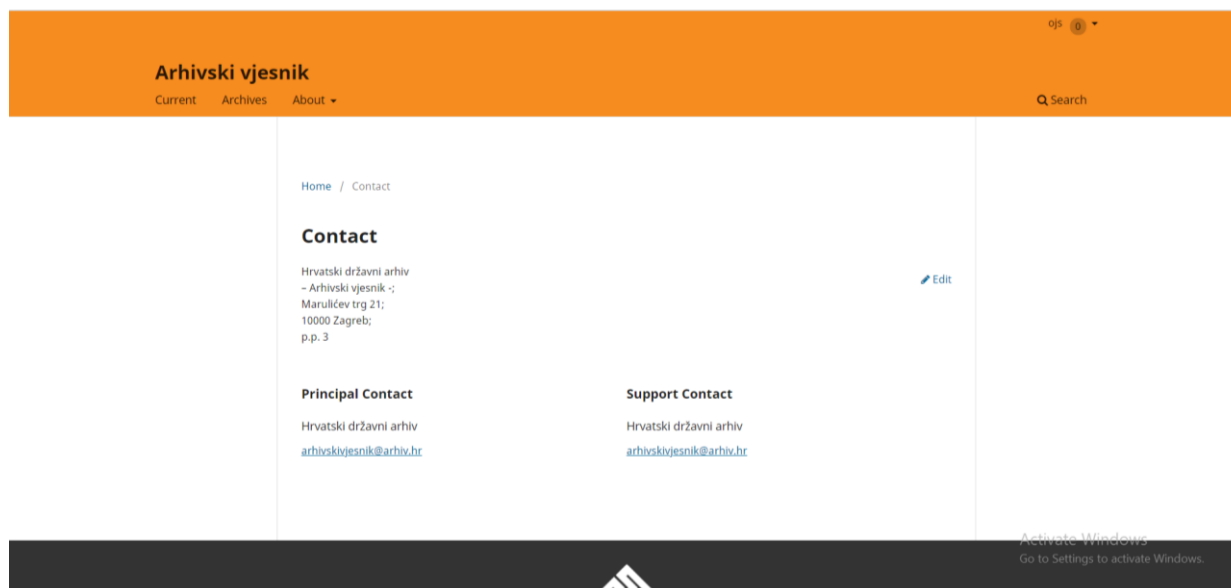 ojs 0
Arhivski vjesnik
Current Archives About Search
Home / Contact
Contact
Hrvatski državni arhiv
– Arhivski vjesnik -;
Marulićev trg 21;
10000 Zagreb;
p.p. 3
Edit
Principal Contact
Hrvatski državni arhiv
arhivskivjesnik@arhiv.hr
Support Contact
Hrvatski državni arhiv
arhivskivjesnik@arhiv.hr
Activate Windows
Go to Settings to activate Windows.